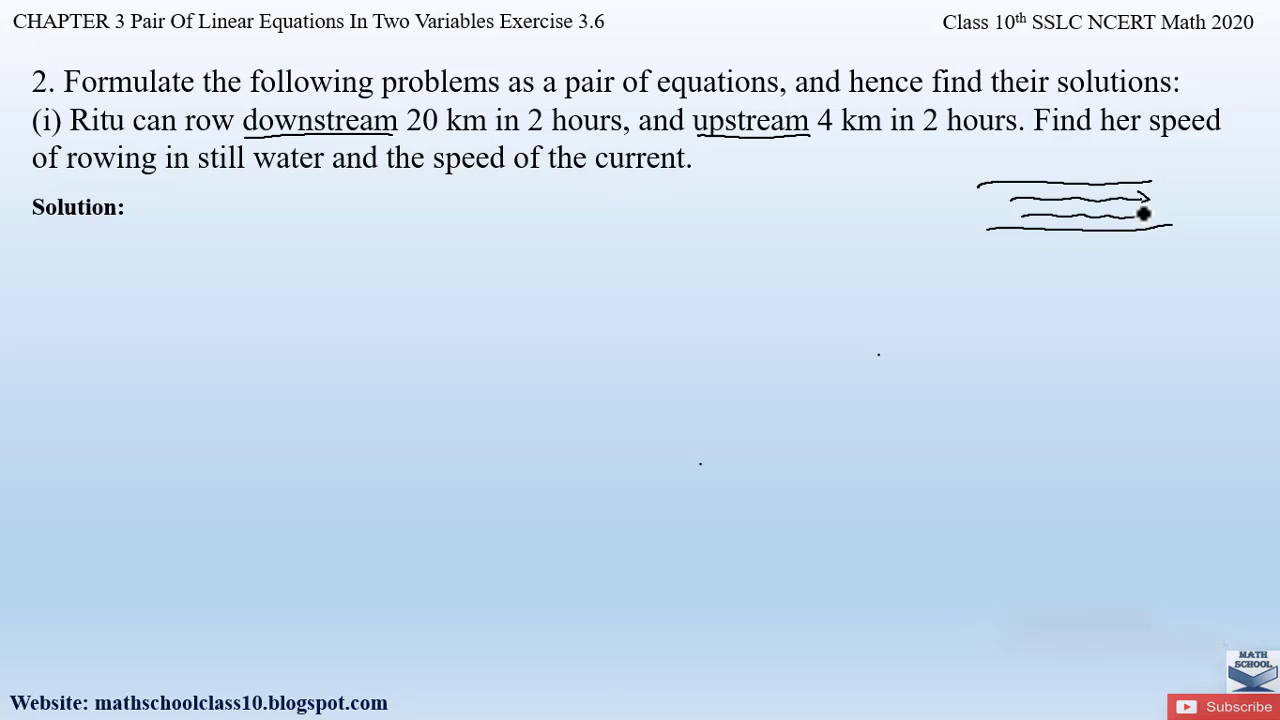 CHAPTER 3 Pair Of Linear Equations In Two Variables Exercise 3.6
Class 10th SSLC NCERT Math 2020
2. Formulate the following problems as a pair of equations, and hence find their solutions:
(i) Ritu can row downstream 20 km in 2 hours, and upstream 4 km in 2 hours. Find her speed
of rowing in still water and the speed of the current.
Solution:
MATH
SCHOOL
Website: mathschoolclass10.blogspot.com
Subscribe